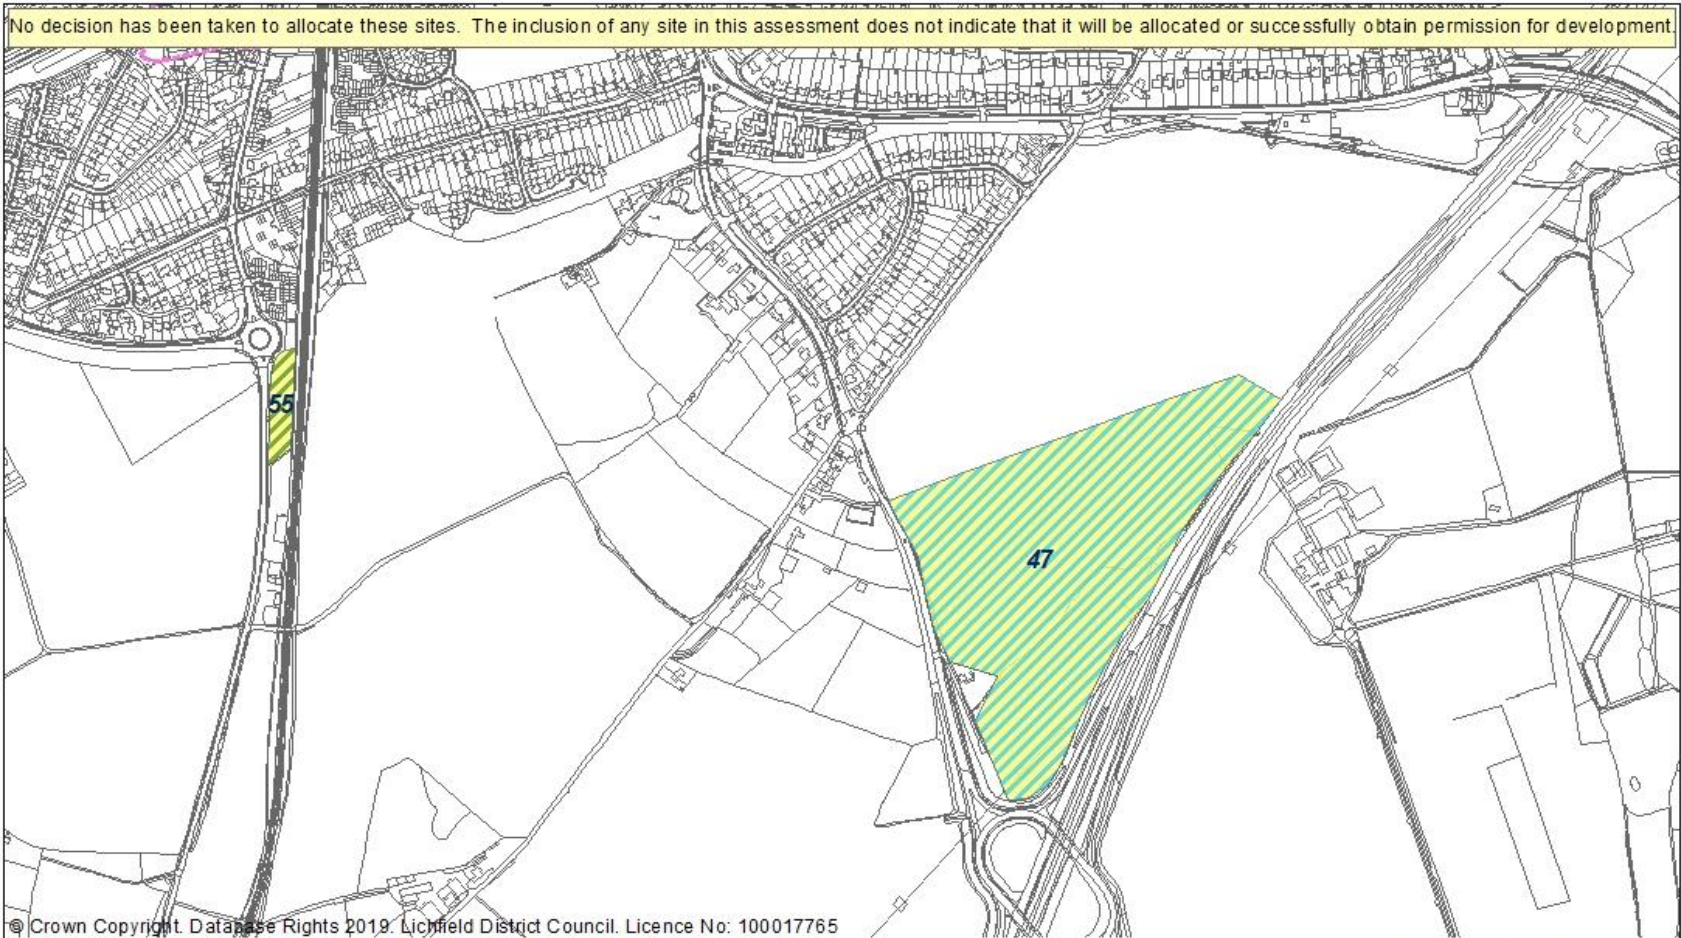 No decision has been taken to allocate these sites. The inclusion of any site in this assessment does not indicate that it will be allocated or successfully obtain permission for development.
55
47
© Crown Copyright. Database Rights 2019. Lichfield District Council. Licence No: 100017765